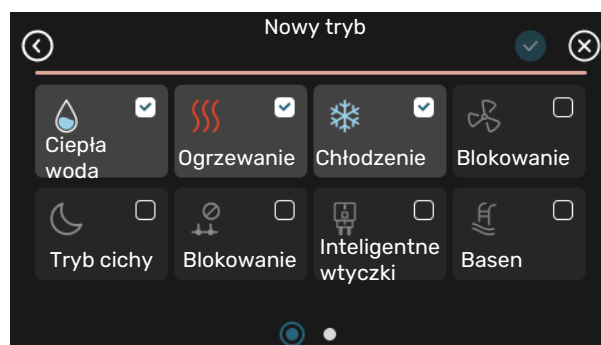 Nowy tryb
Ciepła
woda
Ogrzewanie
Chłodzenie
Blokowanie
Tryb cichy
Blokowanie
Inteligentne
wtyczki
Basen